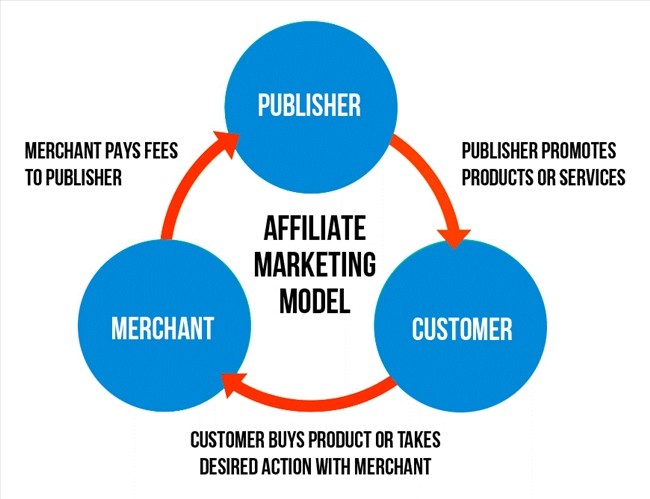 PUBLISHER
MERCHANT PAYS FEES
TO PUBLISHER
PUBLISHER PROMOTES
PRODUCTS OR SERVICES
AFFILIATE
MARKETING
MODEL
MERCHANT
CUSTOMER
CUSTOMER BUYS PRODUCT OR TAKES
DESIRED ACTION WITH MERCHANT